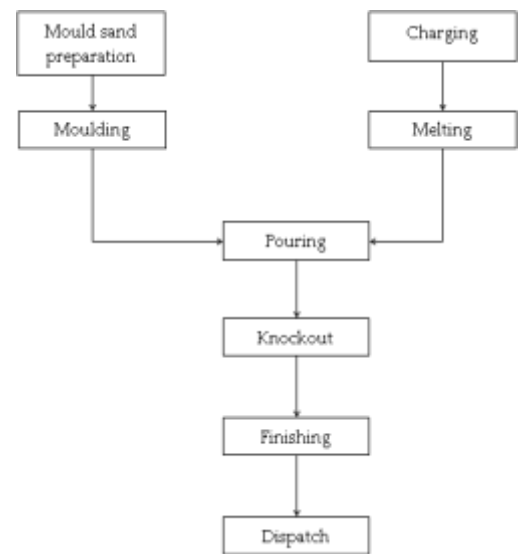 Mould sand
preparation
Charging
Moulding
Melting
Pouring
Knockout
Finishing
Dispatch